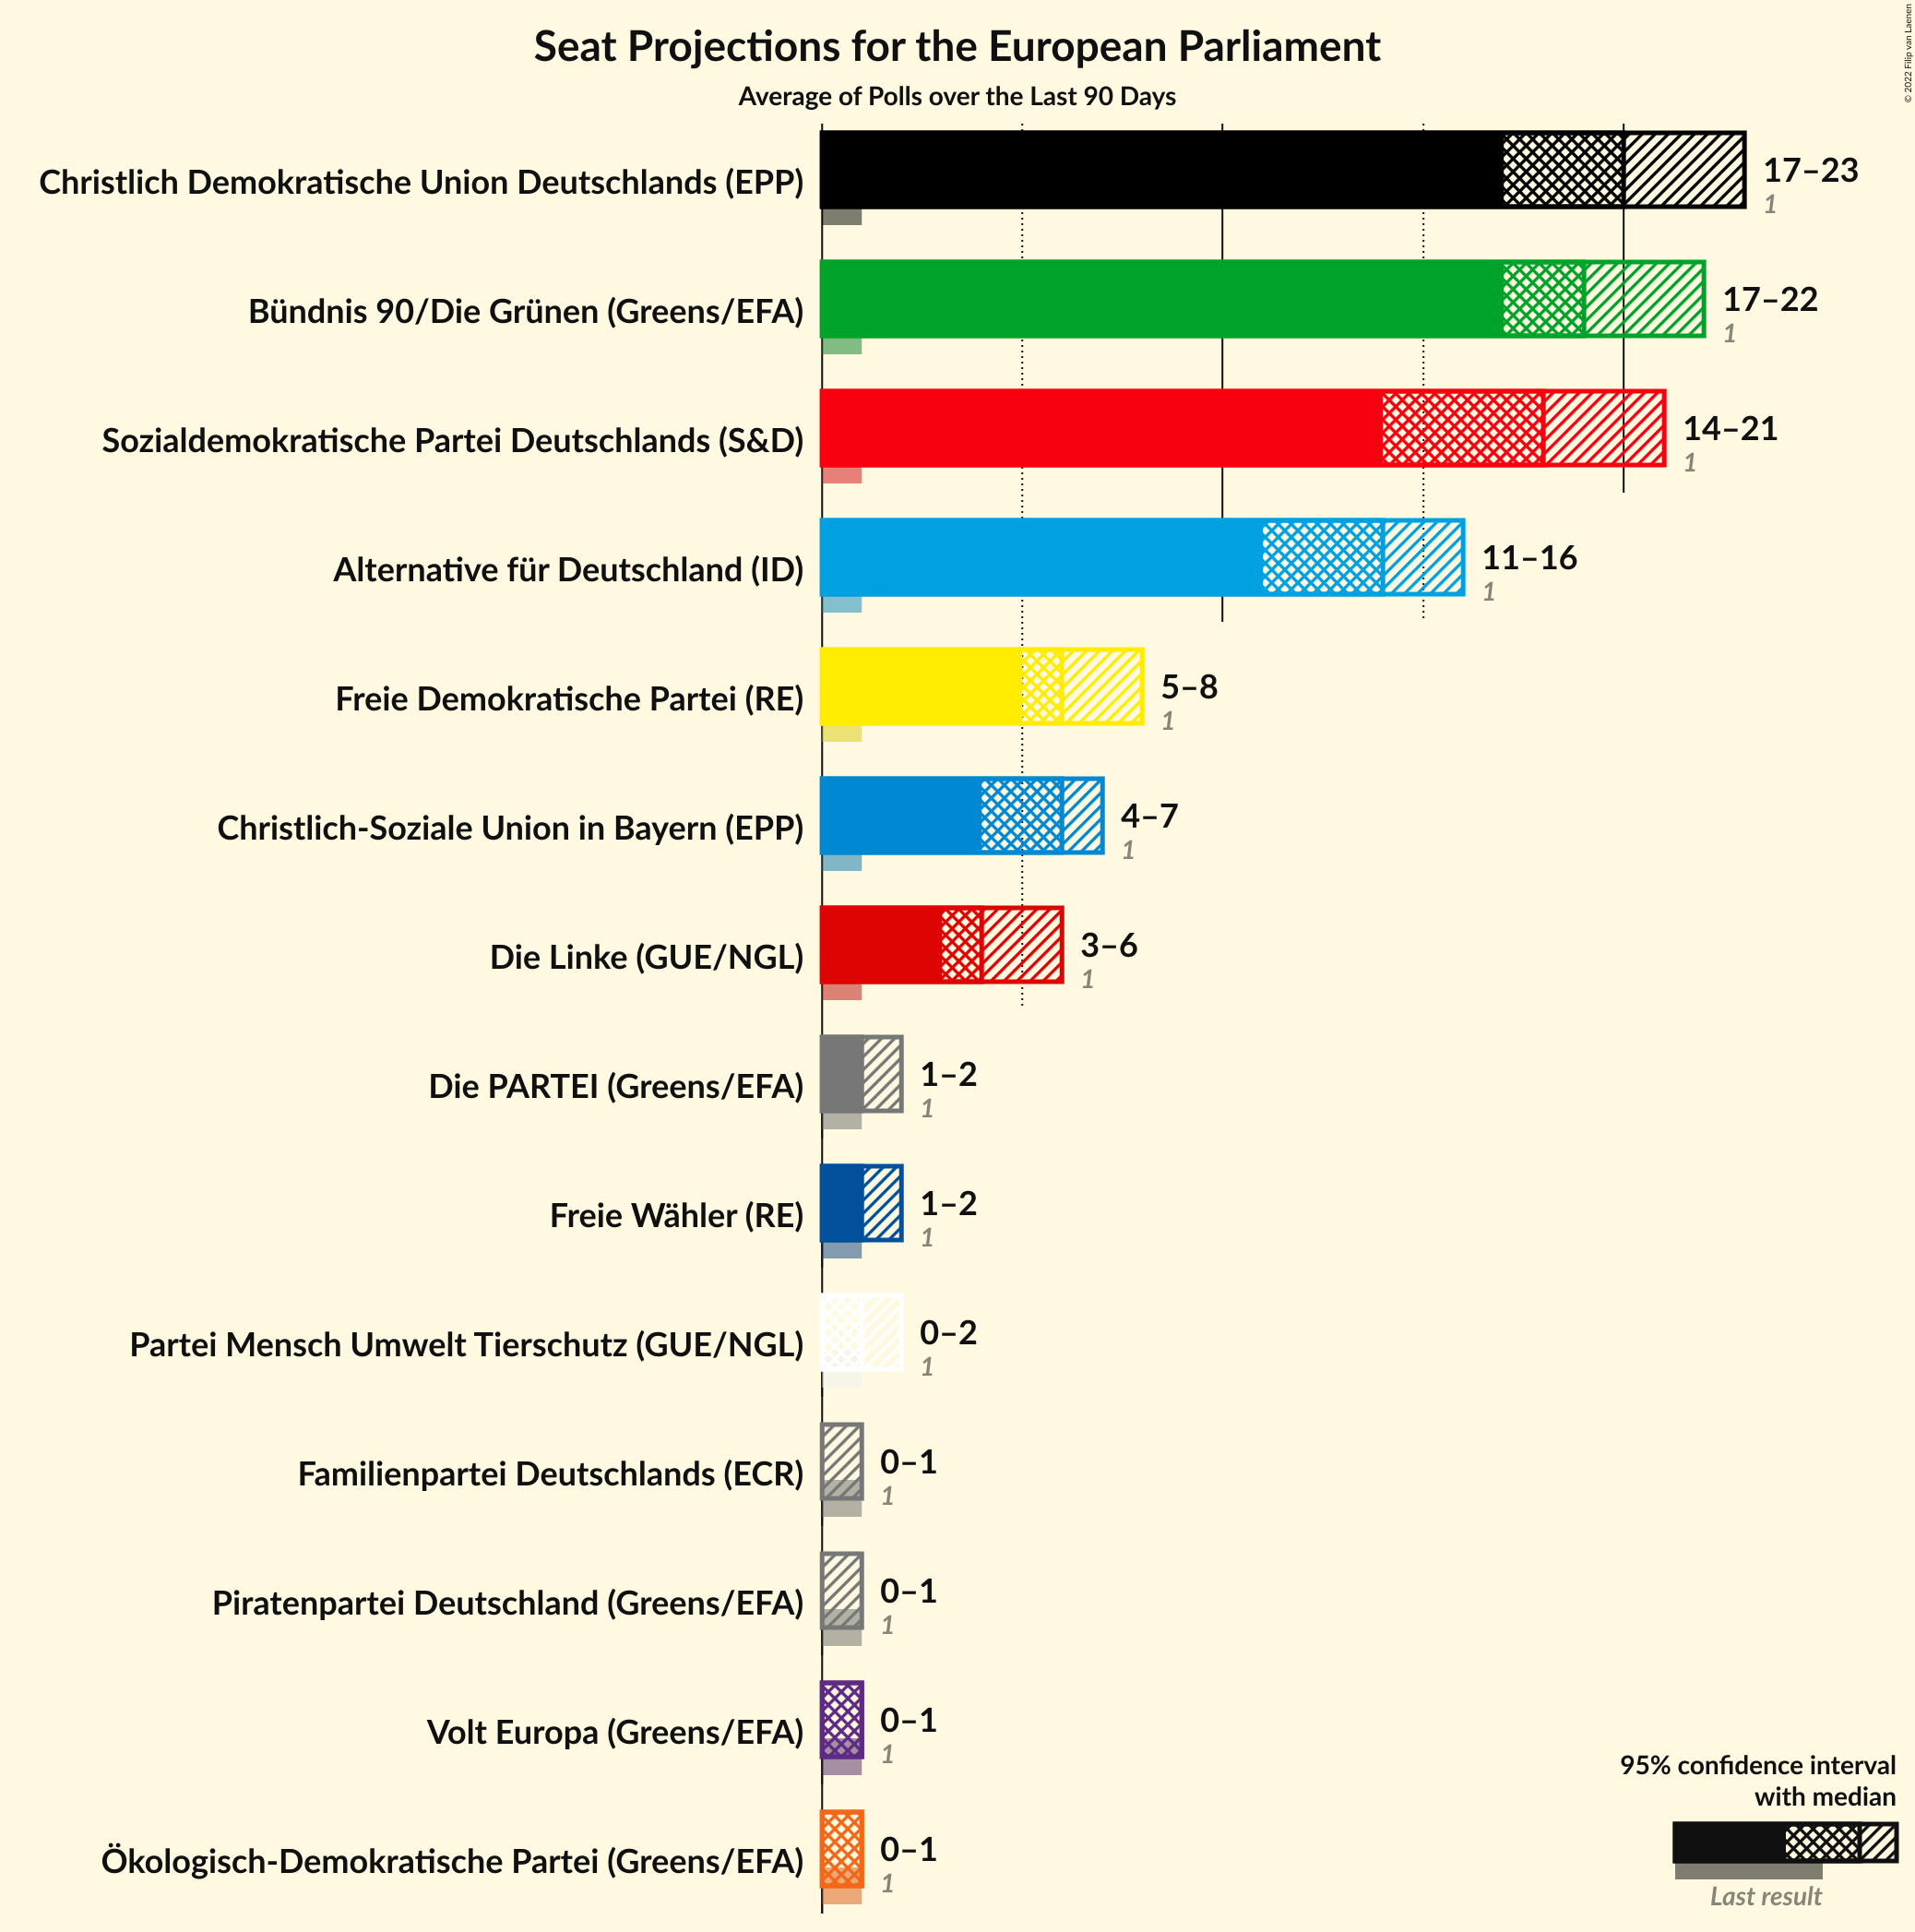 © 2022 Filip van Laenen
Seat Projections for the European Parliament
Average of Polls over the Last 90 Days
Christlich Demokratische Union Deutschlands (EPP)
17–23
1
Bündnis 90/Die Grünen (Greens/EFA)
17–22
1
Sozialdemokratische Partei Deutschlands (S&D)
14–21
1
Alternative für Deutschland (ID)
11–16
1
Freie Demokratische Partei (RE)
5–8
1
Christlich-Soziale Union in Bayern (EPP)
4–7
1
Die Linke (GUE/NGL)
3–6
1
Die PARTEI (Greens/EFA)
1–2
1
Freie Wähler (RE)
1–2
1
Partei Mensch Umwelt Tierschutz (GUE/NGL)
0–2
1
Familienpartei Deutschlands (ECR)
0–1
1
Piratenpartei Deutschland (Greens/EFA)
0–1
1
Volt Europa (Greens/EFA)
0–1
1
Ökologisch-Demokratische Partei (Greens/EFA)
0–1
1
95% confidence interval
with median
Last result